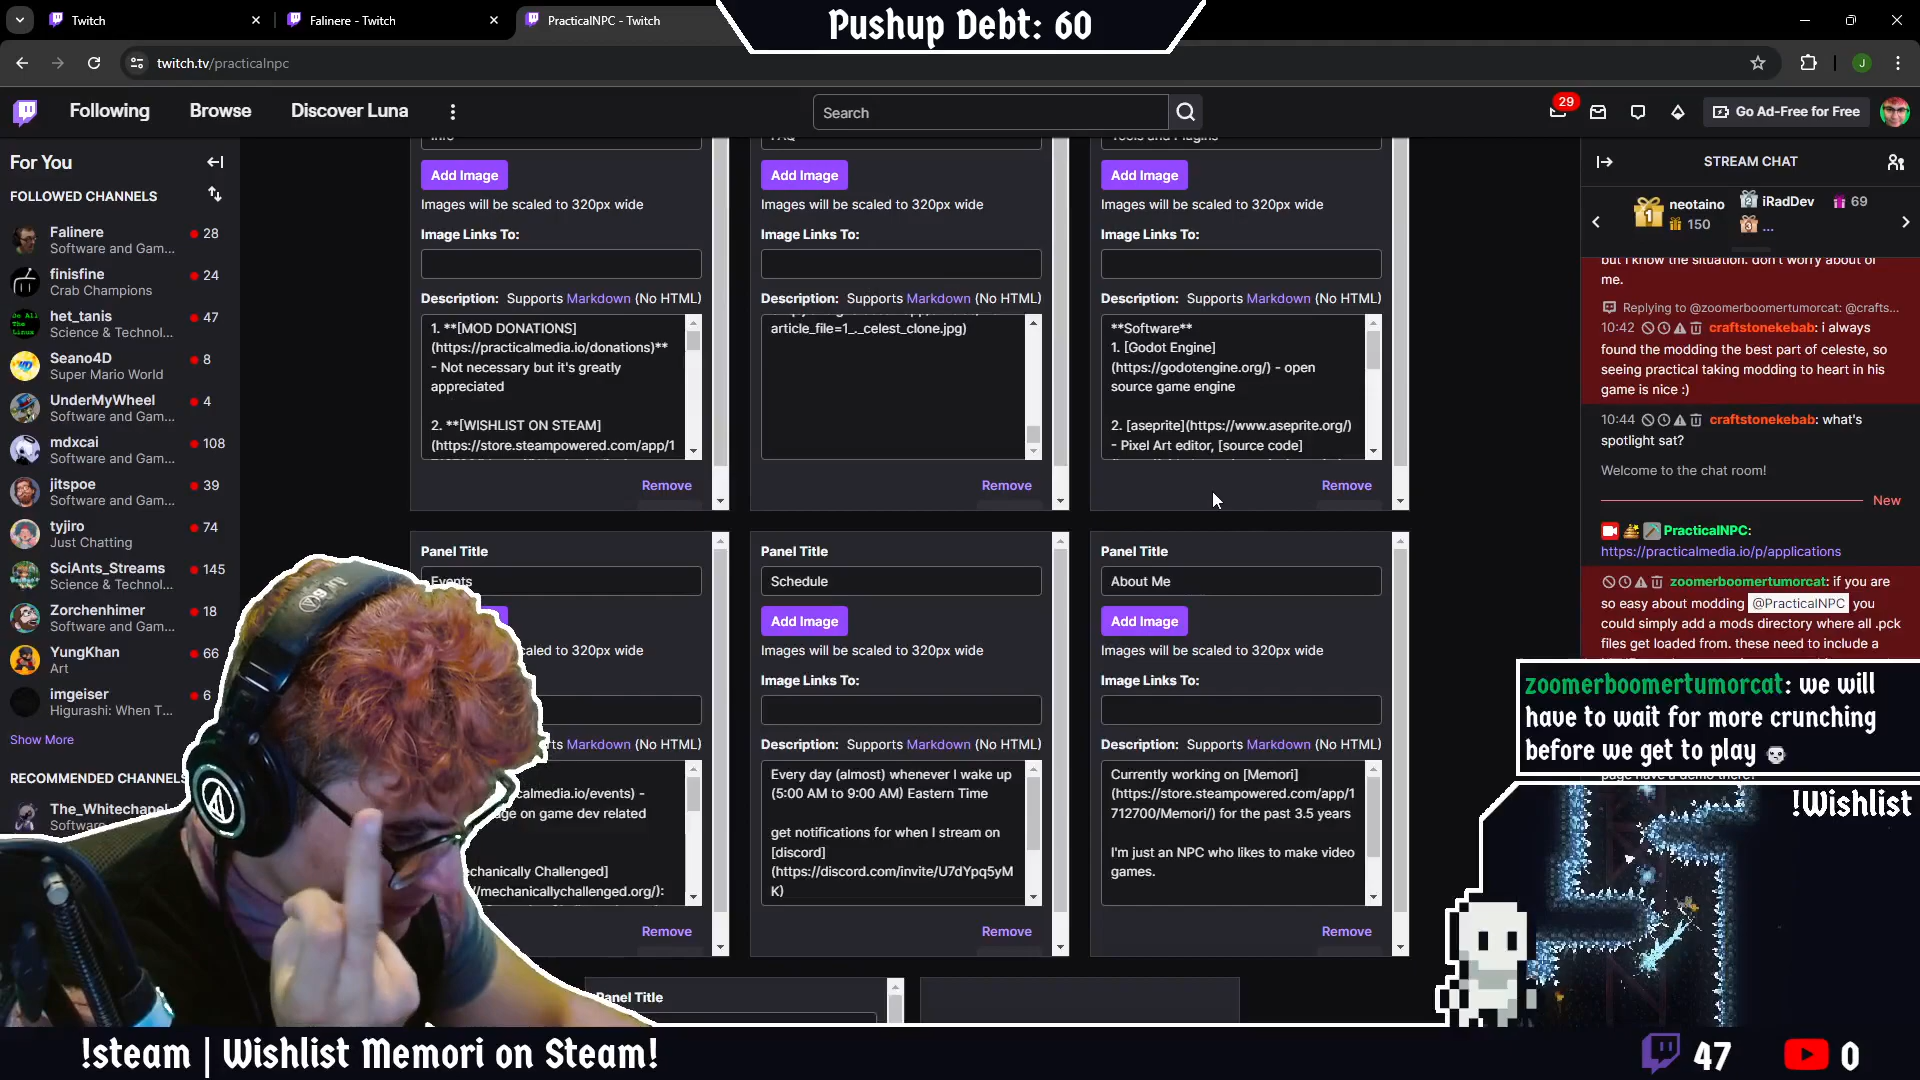 Twitch
Falinere - Twitch
PracticalNPC - Twitch
Pushup Debt: 60
twitch.tv/practicalnpc
J
Following
Browse
Discover Luna
Search
29
Go Ad-Free for Free
For You
FOLLOWED CHANNELS
Falinere
28
Software and Gam...
finisfine
24
Crab Champions
het_tanis
47
Science & Technol...
Seano4D
8
Super Mario World
UnderMyWheel
4
Software and Gam...
mdxcai
108
Software and Gam...
jitspoe
39
Software and Gam...
tyjiro
74
Just Chatting
SciAnts_Streams
145
Science & Technol...
Zorchenhimer
18
Software and Gam...
YungKhan
66
Art
imgeiser
6
Higurashi: When T...
Show More
RECOMMENDED CHANNELS
The_Whitechapel
Softwar
Add Image
Images will be scaled to 320px wide
Image Links To:
Description: Supports Markdown (No HTML)
1. **[MOD DONATIONS]
(https://practicalmedia.io/donations)**
- Not necessary but it's greatly
appreciated
2. **[WISHLIST ON STEAM]
(https://store.steampowered.com/app/1
Remove
Add Image
Images will be scaled to 320px wide
Image Links To:
Description: Supports Markdown (No HTML)
article_file=1_._celest_clone.jpg)
Remove
Add Image
Images will be scaled to 320px wide
Image Links To:
Description: Supports Markdown (No HTML)
**Software**
1. [Godot Engine]
(https://godotengine.org/) - open
source game engine
2. [aseprite](https://www.aseprite.org/)
- Pixel Art editor, [source code]
Remove
Panel Title
Events
caled to 320px wide
rts Markdown (No HTML)
calmedia.io/events) -
age on game dev related
echanically Challenged]
//mechanicallychallenged.org/):
Remove
Panel Title
Schedule
Add Image
Images will be scaled to 320px wide
Image Links To:
Description: Supports Markdown (No HTML)
Every day (almost) whenever I wake up
(5:00 AM to 9:00 AM) Eastern Time
get notifications for when I stream on
[discord]
(https://discord.com/invite/U7dYpq5yM
K)
Remove
Panel Title
About Me
Add Image
Images will be scaled to 320px wide
Image Links To:
Description: Supports Markdown (No HTML)
Currently working on [Memori]
(https://store.steampowered.com/app/1
712700/Memori/) for the past 3.5 years
I'm just an NPC who likes to make video
games.
Remove
Panel Title
STREAM CHAT
1
neotaino
150
2
iRadDev
69
3
...
but I know the situation. don't worry about of
me.
Replying to @zoomerboomertumorcat: @crafts...
10:42 craftstonekebab: i always
found the modding the best part of celeste, so
seeing practical taking modding to heart in his
game is nice :)
10:44 craftstonekebab: what's
spotlight sat?
Welcome to the chat room!
New
PracticalNPC:
https://practicalmedia.io/p/applications
zoomerboomertumorcat: if you are
so easy about modding @PracticalNPC you
could simply add a mods directory where all .pck
files get loaded from. these need to include a
zoomerboomertumorcat: we will
have to wait for more crunching
before we get to play
!Wishlist
!steam | Wishlist Memori on Steam!
47
0